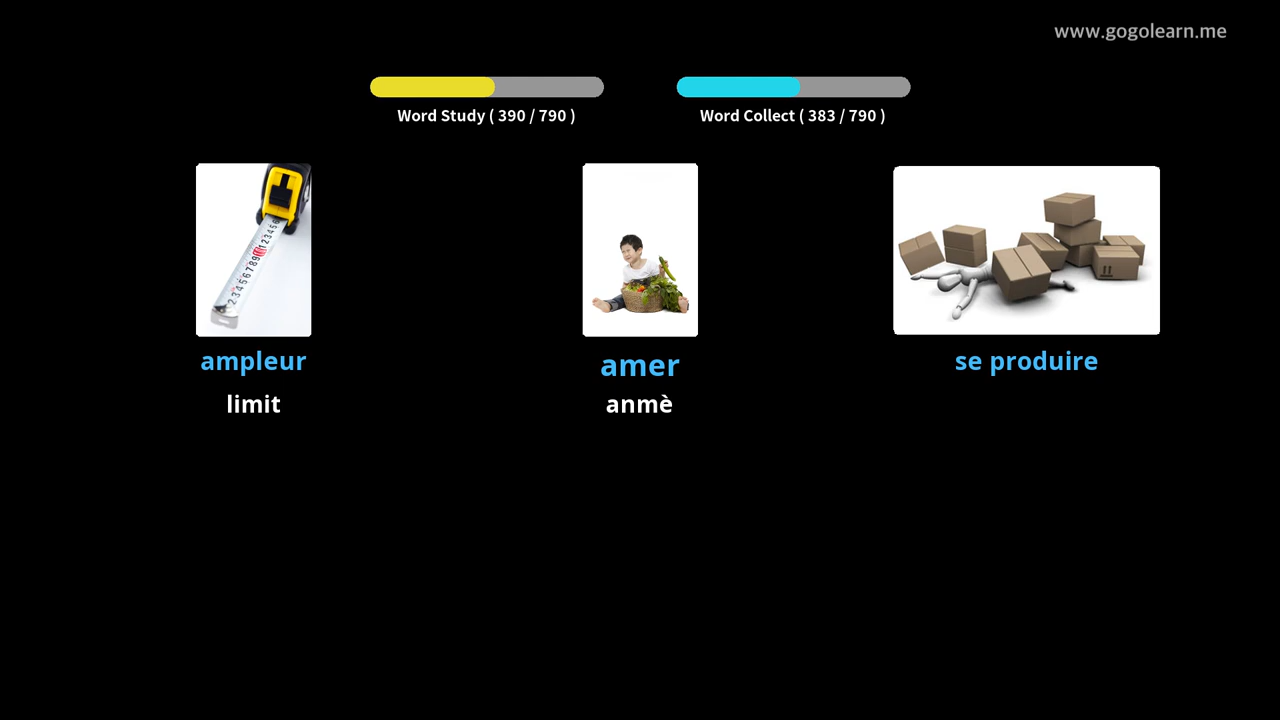 www.gogolearn.me
Word Study ( 390 / 790 )
Word Collect ( 383 / 790 )
ampleur
amer
se produire
limit
anmè